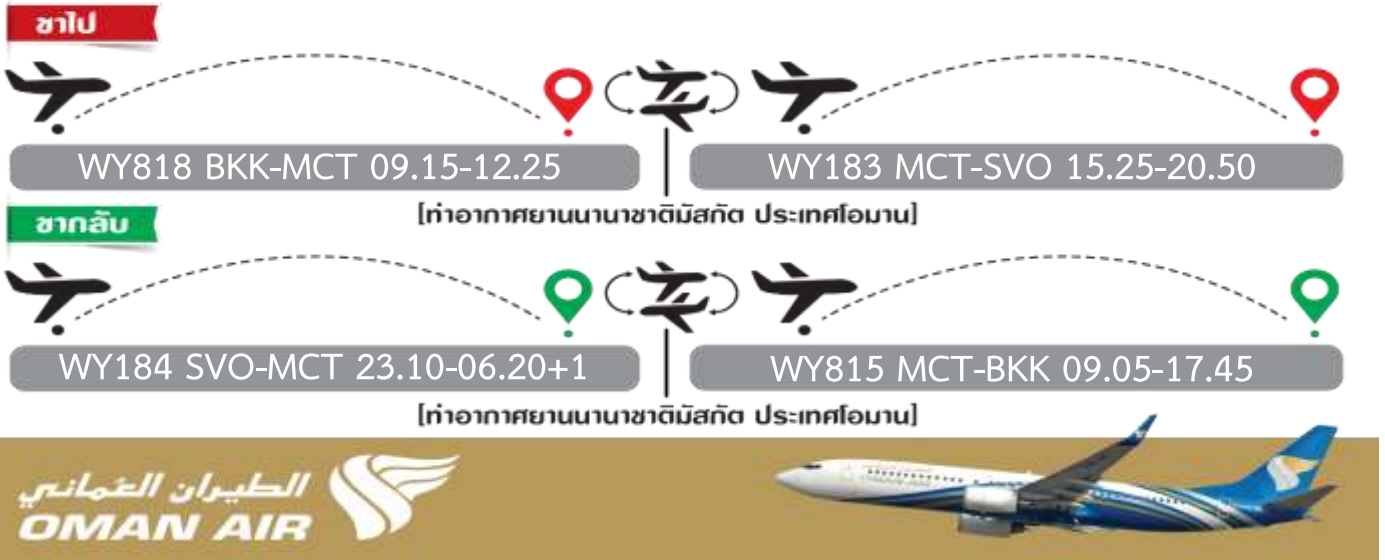 ขาไป
WY818 BKK-MCT 09.15-12.25
WY183 MCT-SVO 15.25-20.50
[ท่าอากาศยานนานาชาติมัสกัต ประเทศโอมาน]
ขากลับ
WY184 SVO-MCT 23.10-06.20+1
WY815 MCT-BKK 09.05-17.45
[ท่าอากาศยานนานาชาติมัสกัต ประเทศโอมาน]
الطيران العُماني
OMAN AIR
OMAN AIR